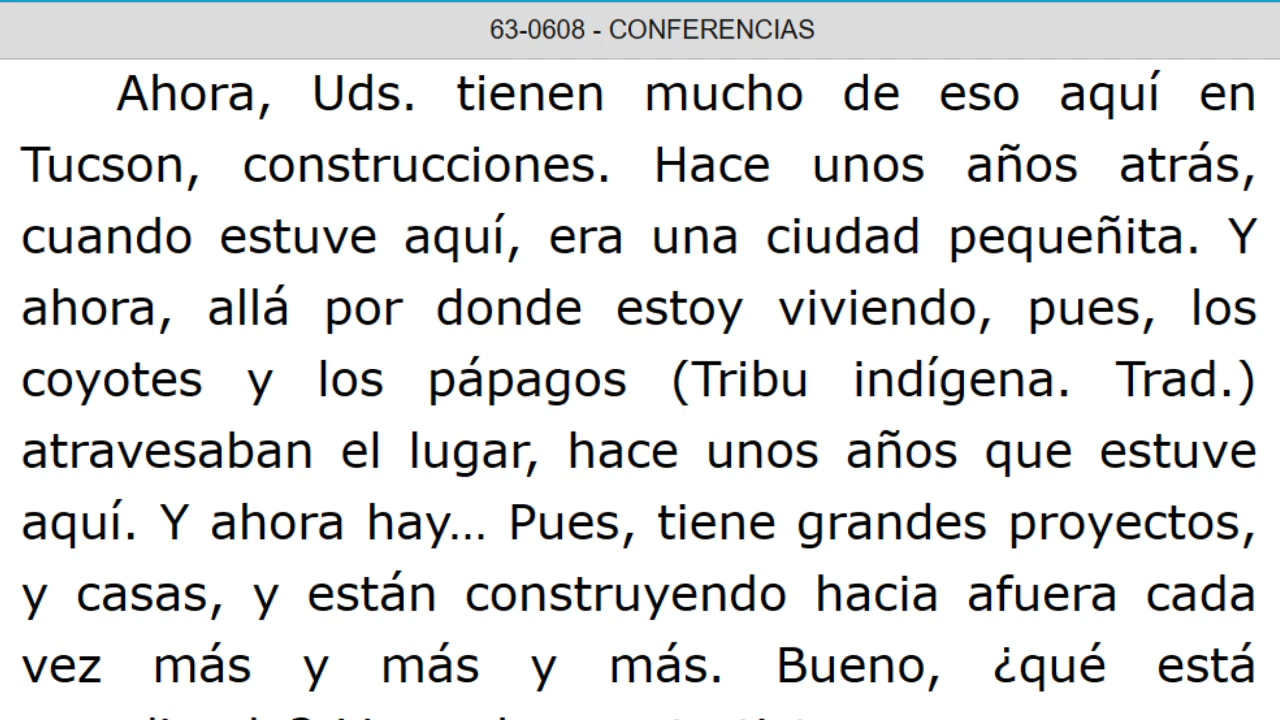 63-0608 - CONFERENCIAS
Ahora, Uds. tienen mucho de eso aquí en
Tucson, construcciones. Hace unos años atrás,
cuando estuve aquí, era una ciudad pequeñita. Y
ahora, allá por donde estoy viviendo, pues, los
coyotes y los pápagos (Tribu indígena. Trad.)
atravesaban el lugar, hace unos años que estuve
aquí. Y ahora hay... Pues, tiene grandes proyectos,
y casas, y están construyendo hacia afuera cada
vez más y más y más. Bueno, ¿qué está